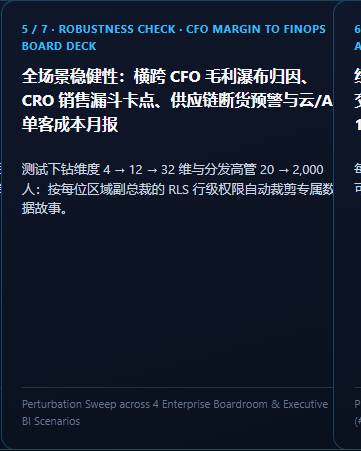 5 / 7 · ROBUSTNESS CHECK · CFO MARGIN TO FINOPS
BOARD DECK
全场景稳健性：横跨 CFO 毛利瀑布归因、
CRO 销售漏斗卡点、供应链断货预警与云/A
单客成本月报
测试下钻维度 4 → 12 → 32 维与分发高管 20 → 2,000
人：按每位区域副总裁的 RLS 行级权限自动裁剪专属数
据故事。
Perturbation Sweep across 4 Enterprise Boardroom & Executive
BI Scenarios